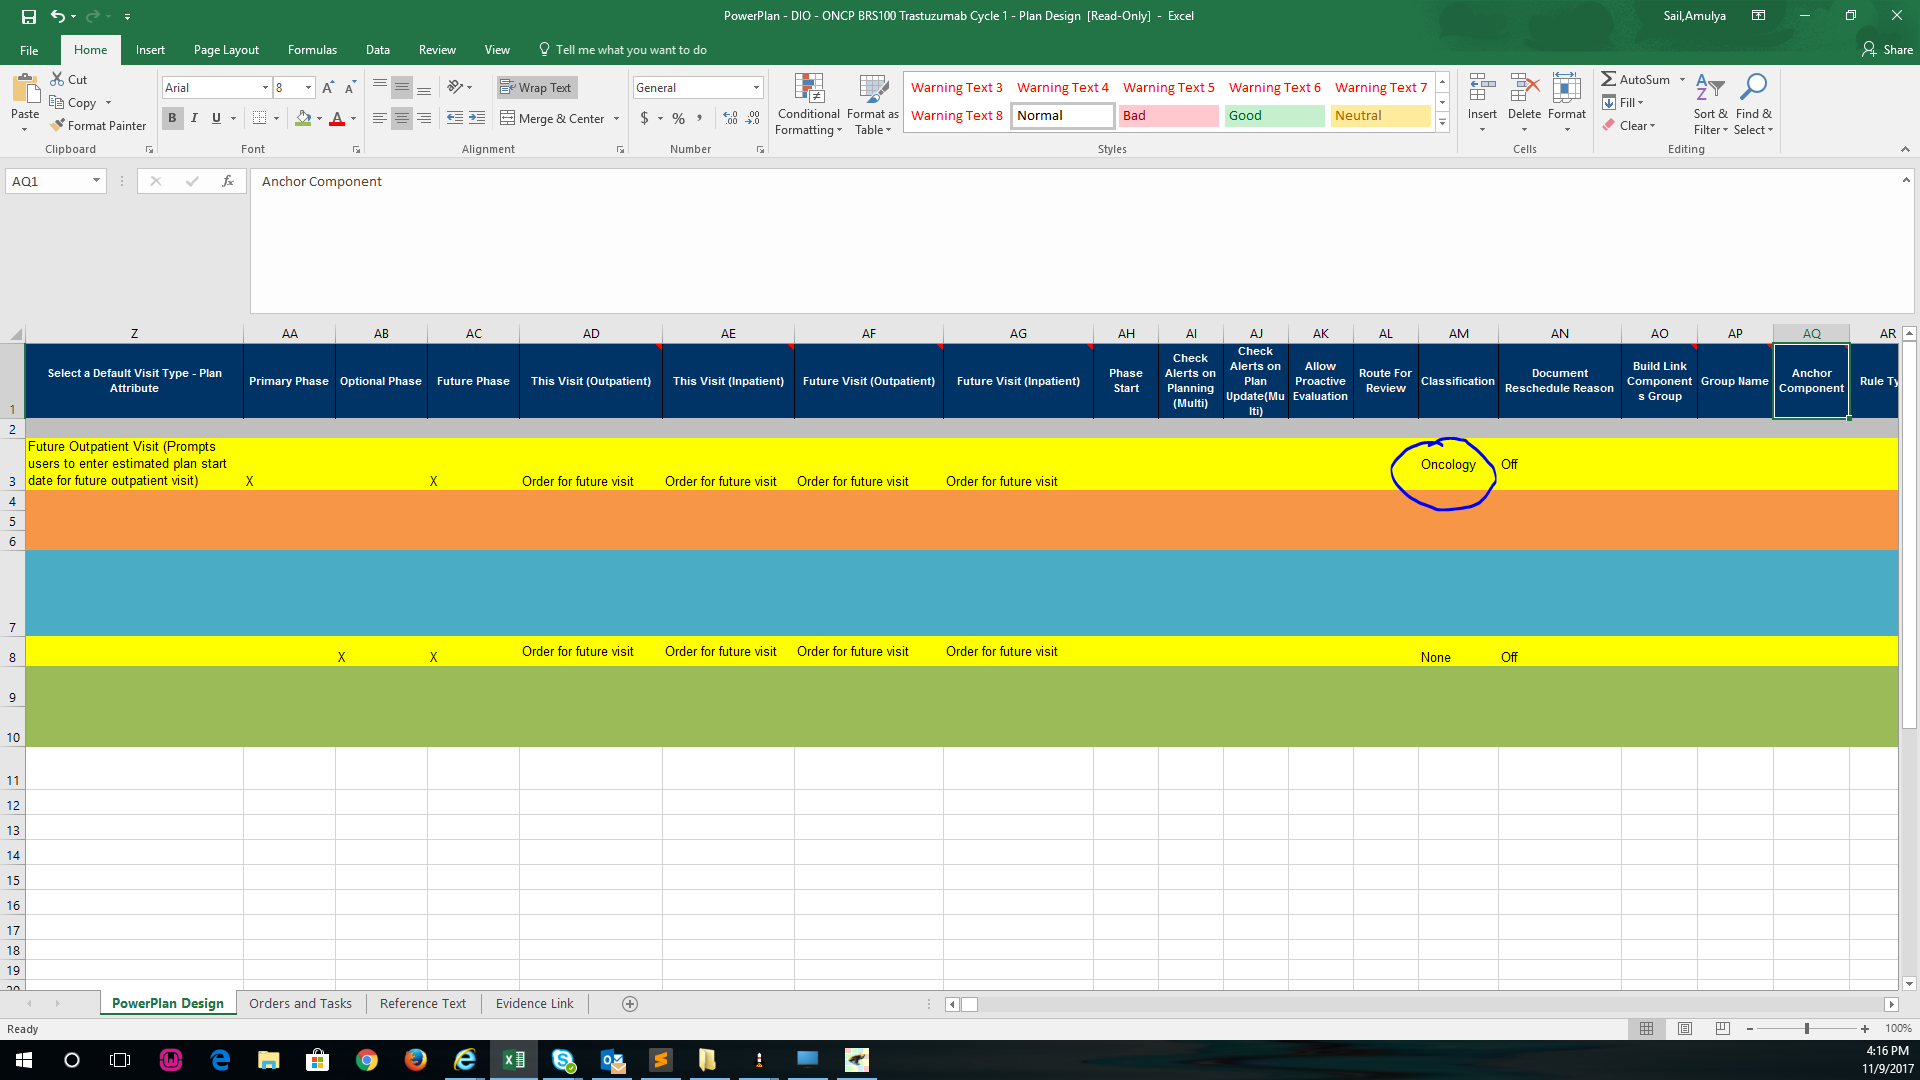 PowerPlan - DIO - ONCP BRS100 Trastuzumab Cycle 1 - Plan Design [Read-Only] - Excel
Sail,Amulya
File Home Insert Page Layout Formulas Data Review View Tell me what you want to do Share
Paste
Cut
Copy
Format Painter
Clipboard
Arial 8
B I U
Font
Wrap Text
Merge & Center
Alignment
General
$ % ,
Number
Conditional Formatting
Format as Table
Warning Text 3 Warning Text 4 Warning Text 5 Warning Text 6 Warning Text 7
Warning Text 8 Normal Bad Good Neutral
Styles
Insert Delete Format
Cells
AutoSum
Fill
Clear
Sort & Filter
Find & Select
Editing
AQ1 fx Anchor Component
Z AA AB AC AD AE AF AG AH AI AJ AK AL AM AN AO AP AQ AR
1
Select a Default Visit Type - Plan Attribute
Primary Phase
Optional Phase
Future Phase
This Visit (Outpatient)
This Visit (Inpatient)
Future Visit (Outpatient)
Future Visit (Inpatient)
Phase Start
Check Alerts on Planning (Multi)
Check Alerts on Plan Update(Mu lti)
Allow Proactive Evaluation
Route For Review
Classification
Document Reschedule Reason
Build Link Component s Group
Group Name
Anchor Component
Rule Ty
2
3
Future Outpatient Visit (Prompts
users to enter estimated plan start
date for future outpatient visit)
X X Order for future visit Order for future visit Order for future visit Order for future visit Oncology Off
4
5
6
7
8 X X Order for future visit Order for future visit Order for future visit Order for future visit None Off
9
10
11
12
13
14
15
16
17
18
19
PowerPlan Design Orders and Tasks Reference Text Evidence Link
Ready 100%
4:16 PM
11/9/2017